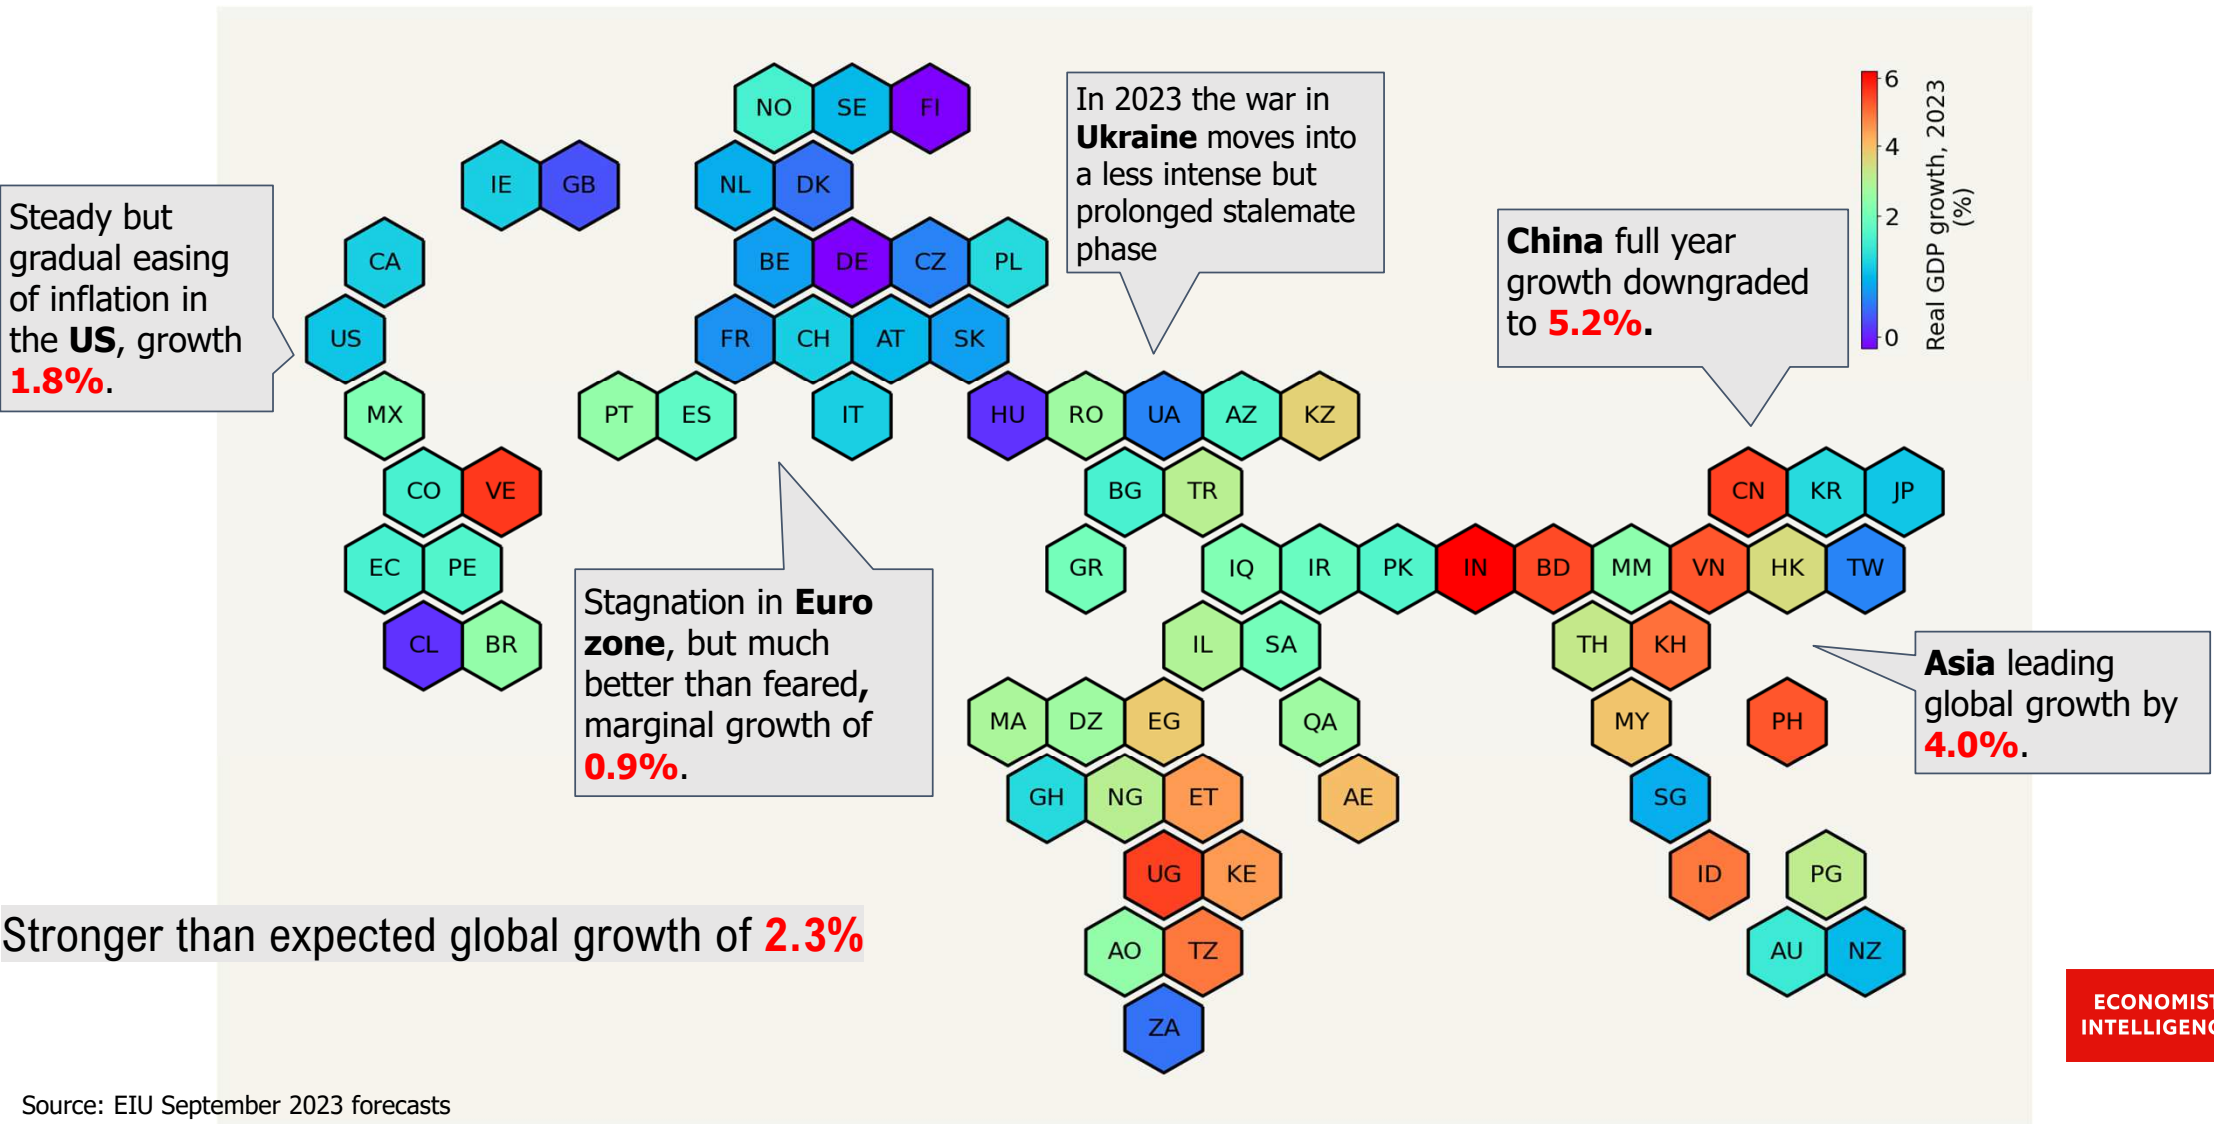 NO SE FI
IE GB NL DK
CA BE DE CZ PL
US FR CH AT SK
MX PT ES IT HU RO UA AZ KZ
CO VE BG TR CN KR JP
EC PE GR IQ IR PK IN BD MM VN HK TW
CL BR IL SA TH KH
MA DZ EG QA MY PH
GH NG ET AE SG
UG KE ID PG
AO TZ AU NZ
ZA
Steady but
gradual easing
of inflation in
the US, growth
1.8%.
In 2023 the war in
Ukraine moves into
a less intense but
prolonged stalemate
phase
China full year
growth downgraded
to 5.2%.
6
4
2
0
Real GDP growth, 2023
(%)
Stagnation in Euro
zone, but much
better than feared,
marginal growth of
0.9%.
Asia leading
global growth by
4.0%.
Stronger than expected global growth of 2.3%
ECONOMIST
INTELLIGENC
Source: EIU September 2023 forecasts